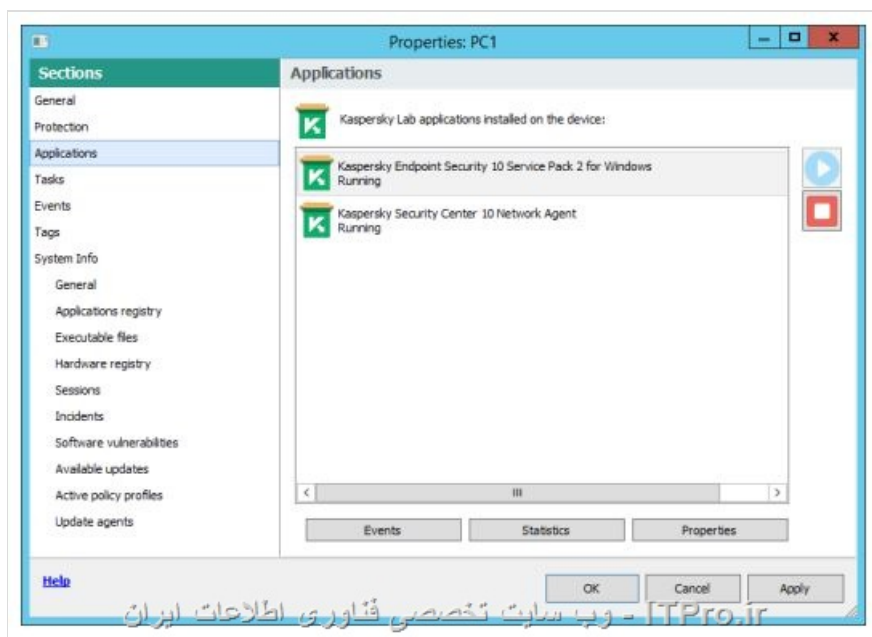 Properties: PC1
Sections
General
Protection
Applications
Tasks
Events
Tags
System Info
General
Applications registry
Executable files
Hardware registry
Sessions
Incidents
Software vulnerabilities
Available updates
Active policy profiles
Update agents
Help
Applications
Kaspersky Lab applications installed on the device:
Kaspersky Endpoint Security 10 Service Pack 2 for Windows
Running
Kaspersky Security Center 10 Network Agent
Running
Events
Statistics
Properties
OK
Cancel
Apply
ITPro.ir - وب سایت تخصصی فناوری اطلاعات ایران